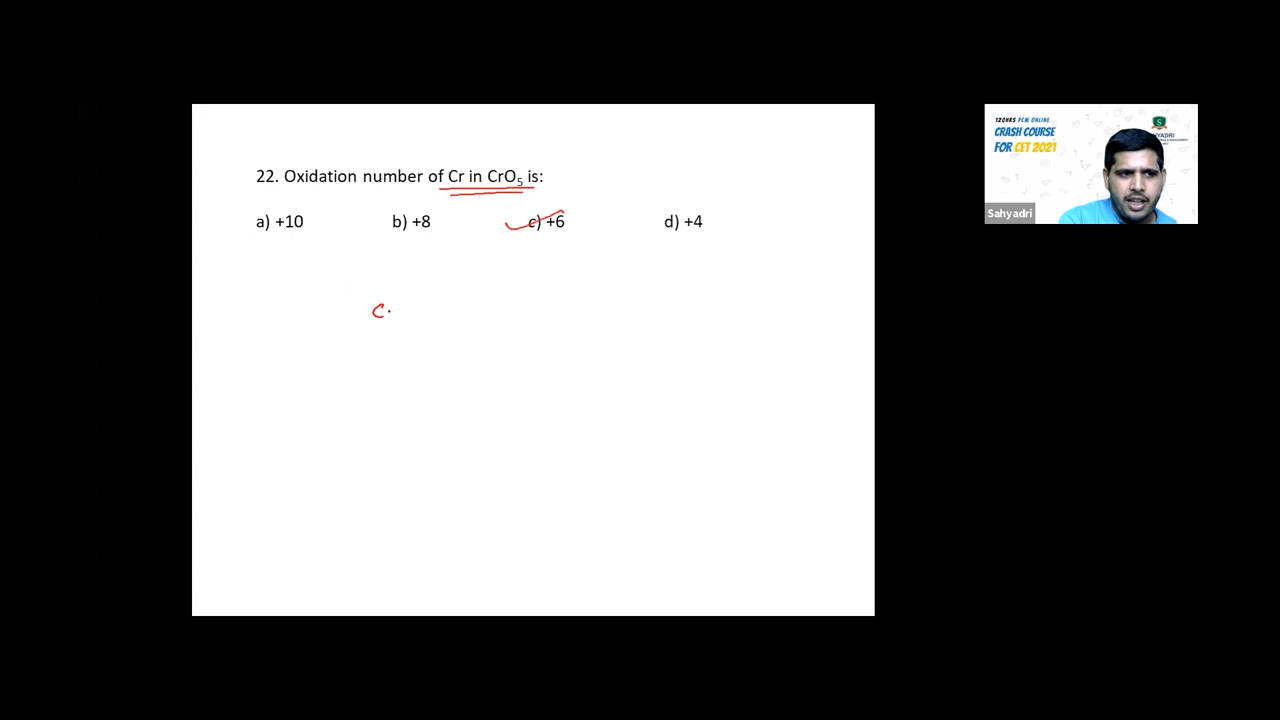 22. Oxidation number of Cr in CrO₅ is:
a) +10 b) +8 c) +6 d) +4
C
120HRS PCM ONLINE
CRASH COURSE
FOR CET 2021
S
Sahyadri